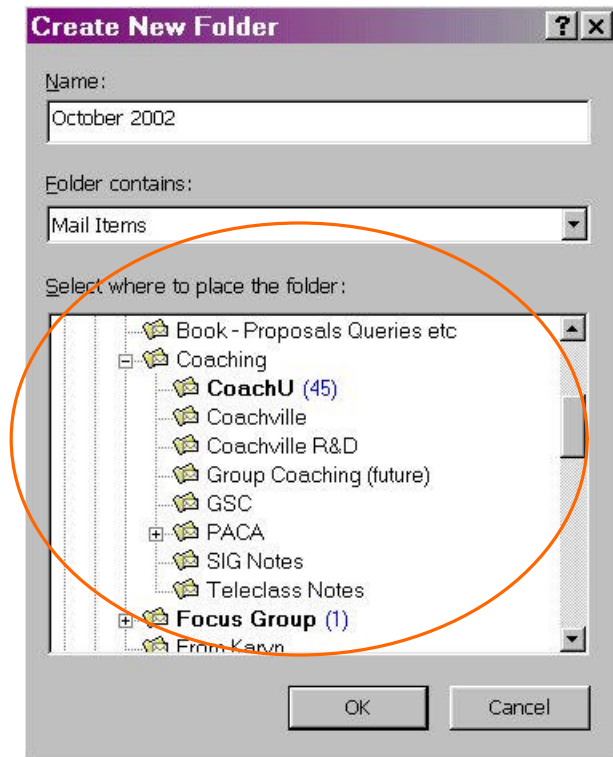 Create New Folder
Name:
October 2002
Folder contains:
Mail Items
Select where to place the folder:
Book - Proposals Queries etc
Coaching
CoachU (45)
Coachville
Coachville R&D
Group Coaching (future)
GSC
PACA
SIG Notes
Teleclass Notes
Focus Group (1)
From Karyn
OK Cancel